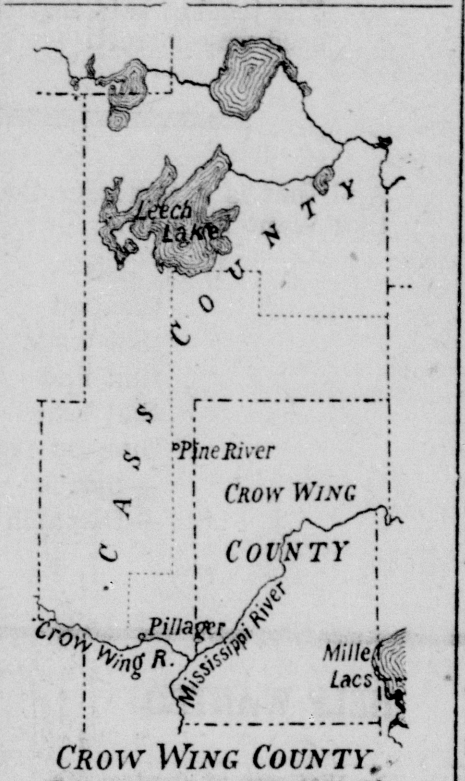 Leech
Lake
CASS COUNTY
Pine River
CROW WING
COUNTY
Pillager
Crow Wing R.
Mississippi River
Mille
Lacs
CROW WING COUNTY.